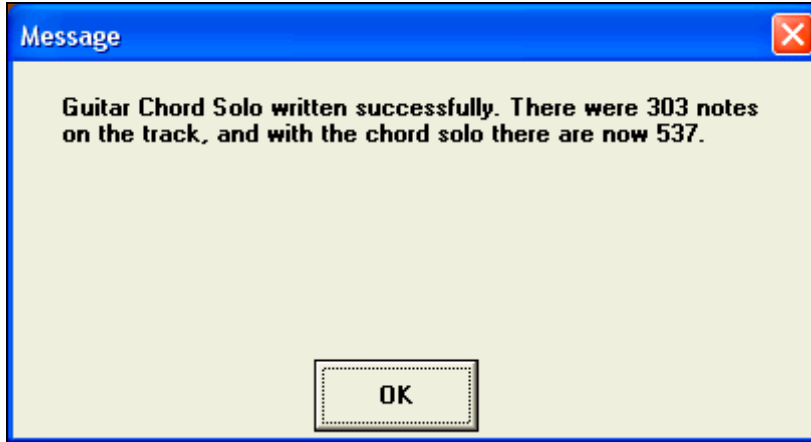 Message
Guitar Chord Solo written successfully. There were 303 notes
on the track, and with the chord solo there are now 537.
OK